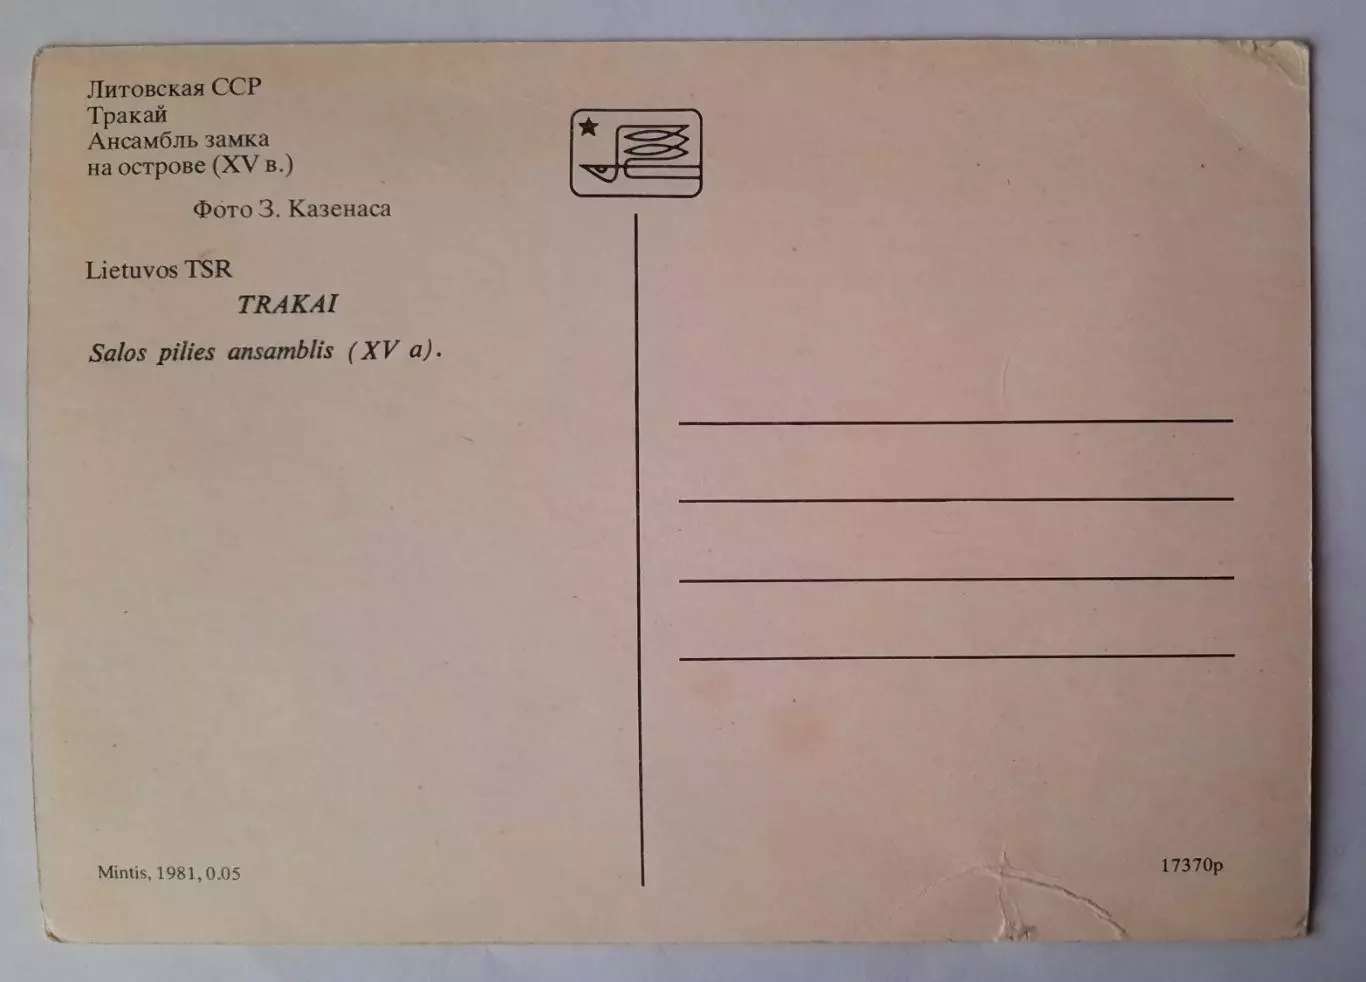 Литовская ССР
Тракай
Ансамбль замка
на острове (XV в.)
Фото З. Казенаса
Lietuvos TSR
TRAKAI
Salos pilies ansamblis (XV a).
Mintis, 1981, 0.05
17370р